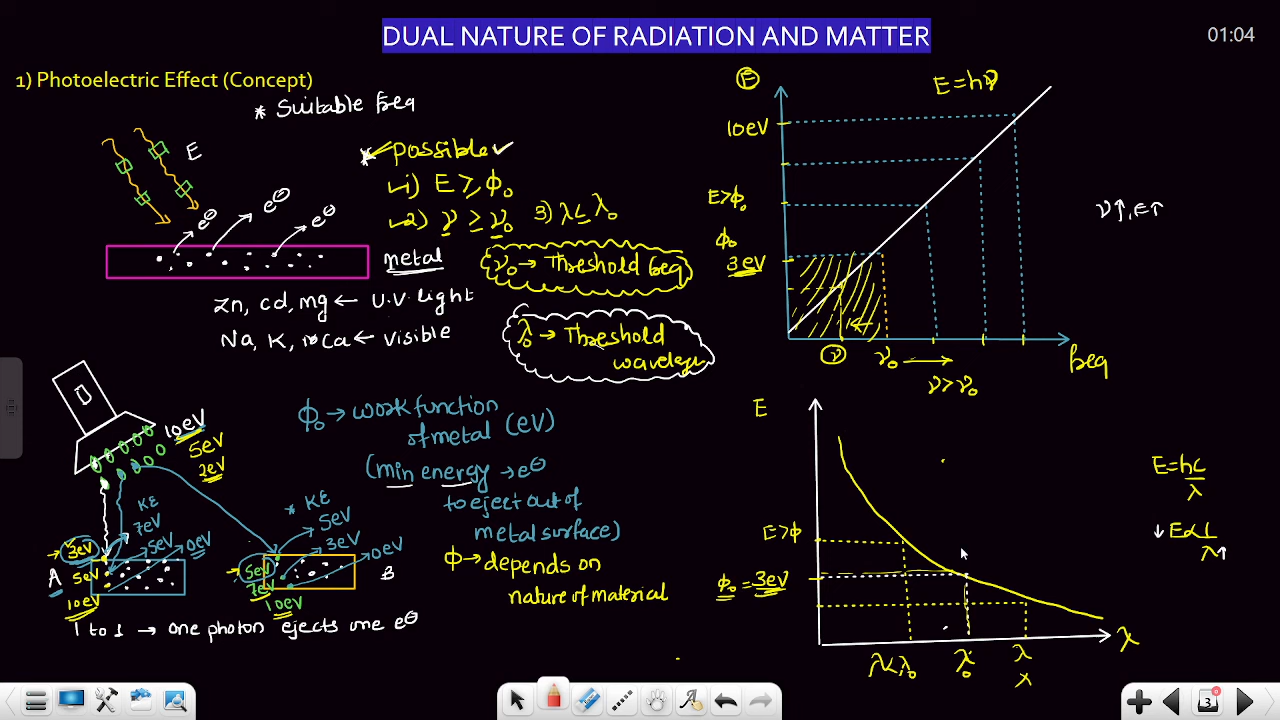 DUAL NATURE OF RADIATION AND MATTER
01:04
1) Photoelectric Effect (Concept)
* Suitable freq
E
e⊖
e⊖
e⊖
* possible ✓
i) E ≥ ϕ₀
2) ν ≥ ν₀
3) λ ≤ λ₀
metal
ν₀ → Threshold freq
Zn, cd, mg ← U.V. light
Na, K, Ca ← visible
λ₀ → Threshold
E
E = hν
10eV
E>ϕ₀
ϕ₀
3eV
ν↑, E↑
ν
ν₀ →
ν>ν₀
freq
10eV
5eV
2eV
ϕ₀ → work function
of metal (eV)
(min energy → e⊖
to eject out of
metal surface)
ϕ → depends on
nature of material
KE
7eV
5eV
0eV
3eV
A
5eV
10eV
* KE
5eV
3eV
0eV
5eV
7eV
10eV
B
1 to 1 → one photon ejects one e⊖
E
E>ϕ
ϕ₀ = 3eV
λ<λ₀
λ₀
λ
x
λ
E = hc/λ
↓ E∝1/λ↑
3